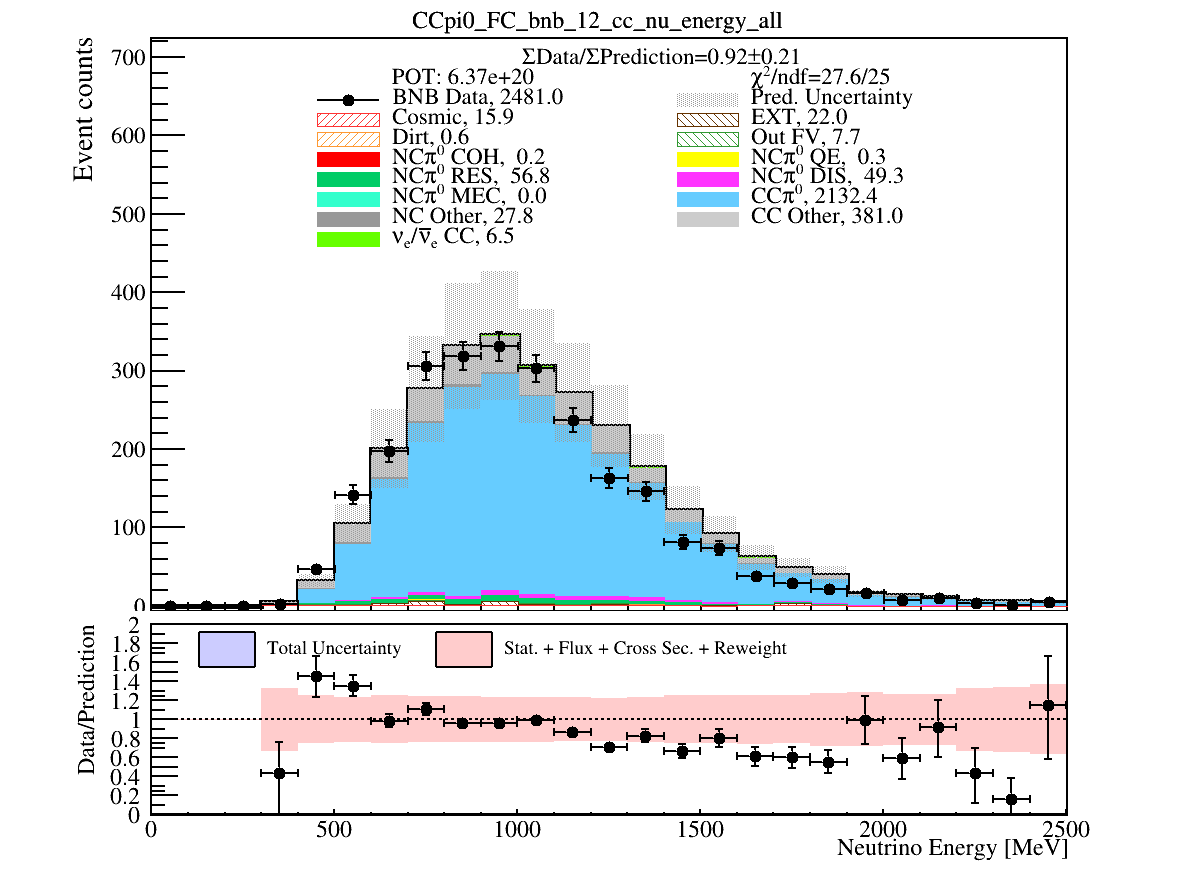 CCpi0_FC_bnb_12_cc_nu_energy_all
ΣData/ΣPrediction=0.92±0.21
POT: 6.37e+20
χ²/ndf=27.6/25
BNB Data, 2481.0
Pred. Uncertainty
Cosmic, 15.9
EXT, 22.0
Dirt, 0.6
Out FV, 7.7
NCπ⁰ COH, 0.2
NCπ⁰ QE, 0.3
NCπ⁰ RES, 56.8
NCπ⁰ DIS, 49.3
NCπ⁰ MEC, 0.0
CCπ⁰, 2132.4
NC Other, 27.8
CC Other, 381.0
νₑ/ν̅ₑ CC, 6.5
Event counts
700
600
500
400
300
200
100
0
Total Uncertainty
Stat. + Flux + Cross Sec. + Reweight
Data/Prediction
2
1.8
1.6
1.4
1.2
1
0.8
0.6
0.4
0.2
0
0 500 1000 1500 2000 2500
Neutrino Energy [MeV]